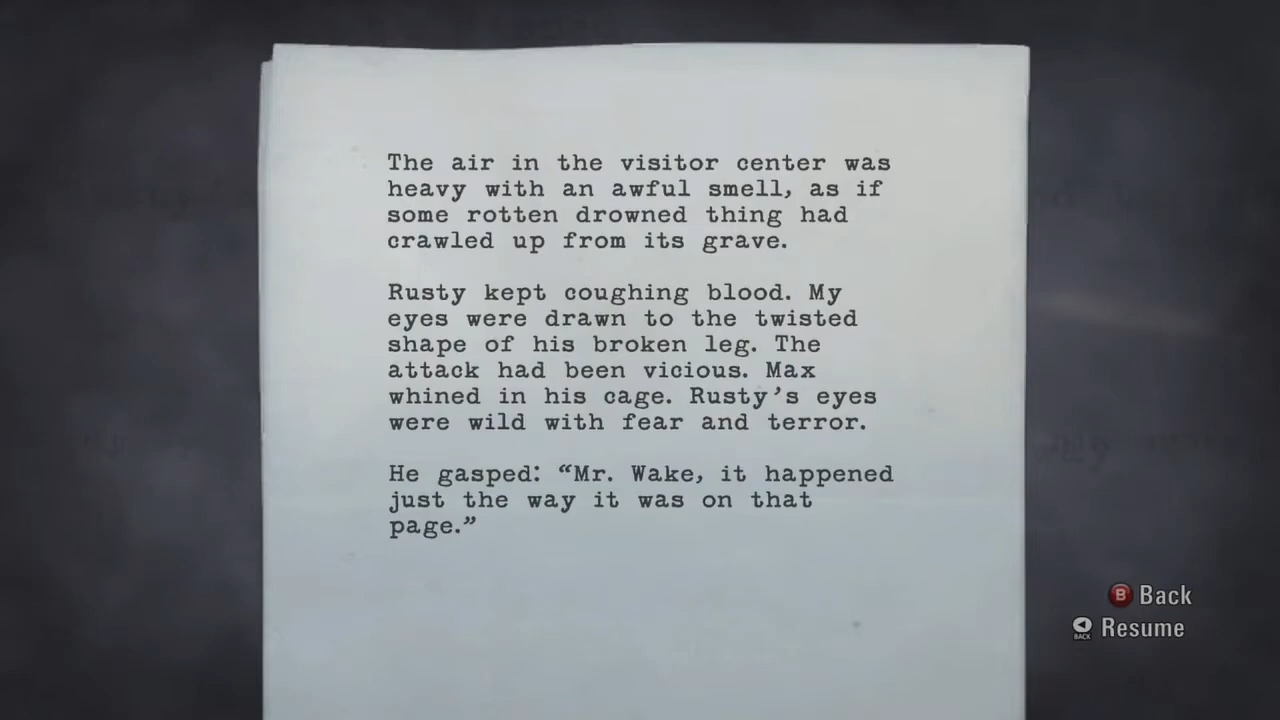 The air in the visitor center was
heavy with an awful smell, as if
some rotten drowned thing had
crawled up from its grave.
Rusty kept coughing blood. My
eyes were drawn to the twisted
shape of his broken leg. The
attack had been vicious. Max
whined in his cage. Rusty's eyes
were wild with fear and terror.
He gasped: “Mr. Wake, it happened
just the way it was on that
page.”
B Back
BACK Resume